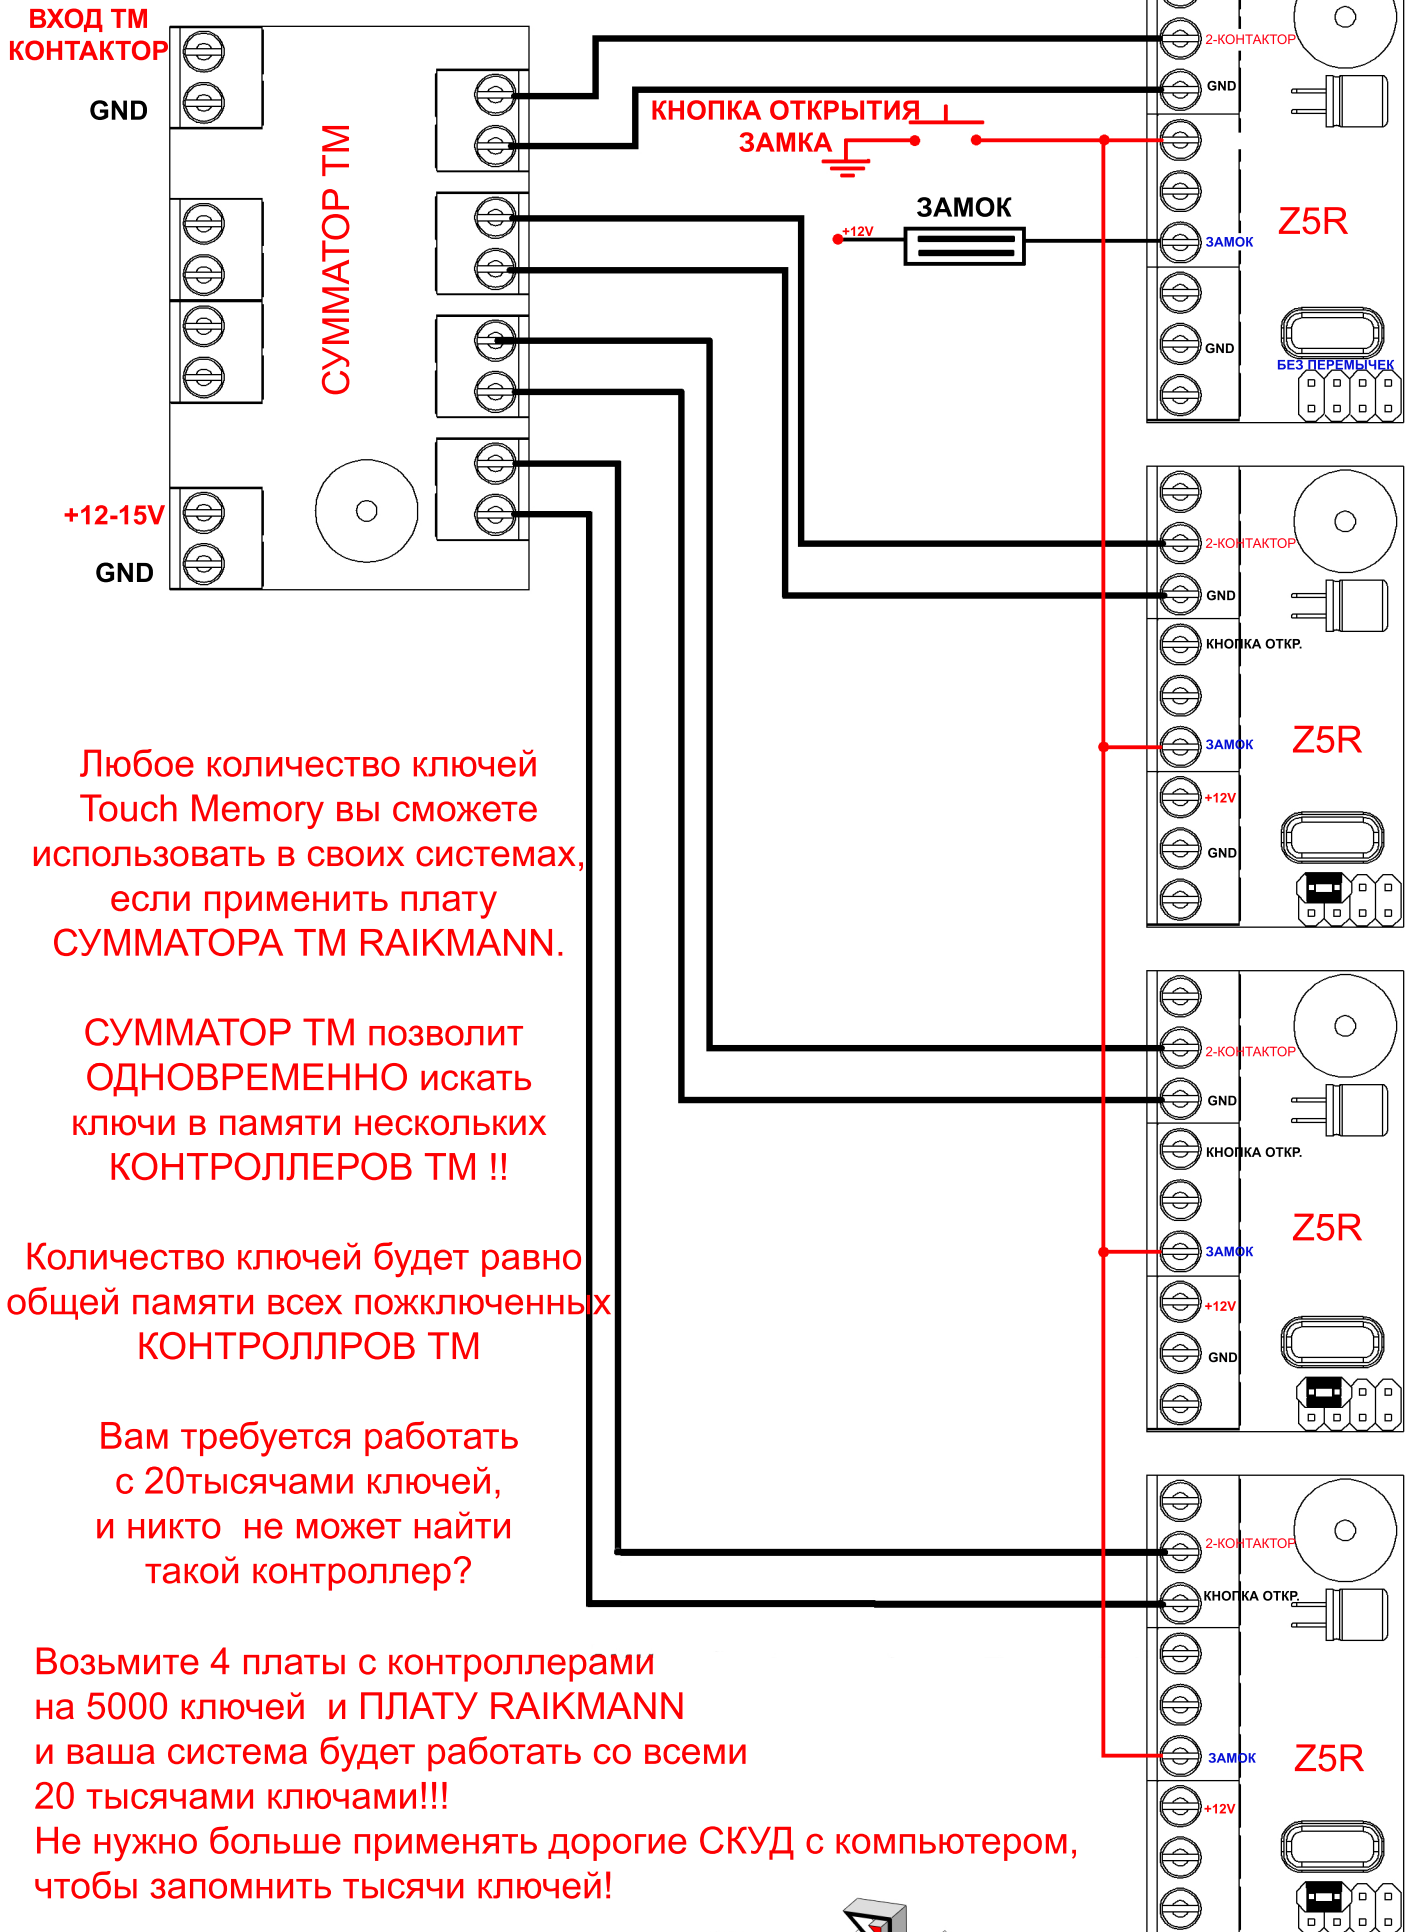 ВХОД ТМ
КОНТАКТОР
GND
СУММАТОР ТМ
+12-15V
GND
КНОПКА ОТКРЫТИЯ
ЗАМКА
ЗАМОК
+12V
2-КОНТАКТОР
GND
ЗАМОК
Z5R
GND
БЕЗ ПЕРЕМЫЧЕК
2-КОНТАКТОР
GND
КНОПКА ОТКР.
ЗАМОК
Z5R
+12V
GND
2-КОНТАКТОР
GND
КНОПКА ОТКР.
ЗАМОК
Z5R
+12V
GND
2-КОНТАКТОР
КНОПКА ОТКР.
ЗАМОК
Z5R
+12V
Любое количество ключей
Touch Memory вы сможете
использовать в своих системах,
если применить плату
СУММАТОРА ТМ RAIKMANN.
СУММАТОР ТМ позволит
ОДНОВРЕМЕННО искать
ключи в памяти нескольких
КОНТРОЛЛЕРОВ ТМ !!
Количество ключей будет равно
общей памяти всех пожключенных
КОНТРОЛЛРОВ ТМ
Вам требуется работать
с 20тысячами ключей,
и никто не может найти
такой контроллер?
Возьмите 4 платы с контроллерами
на 5000 ключей и ПЛАТУ RAIKMANN
и ваша система будет работать со всеми
20 тысячами ключами!!!
Не нужно больше применять дорогие СКУД с компьютером,
чтобы запомнить тысячи ключей!